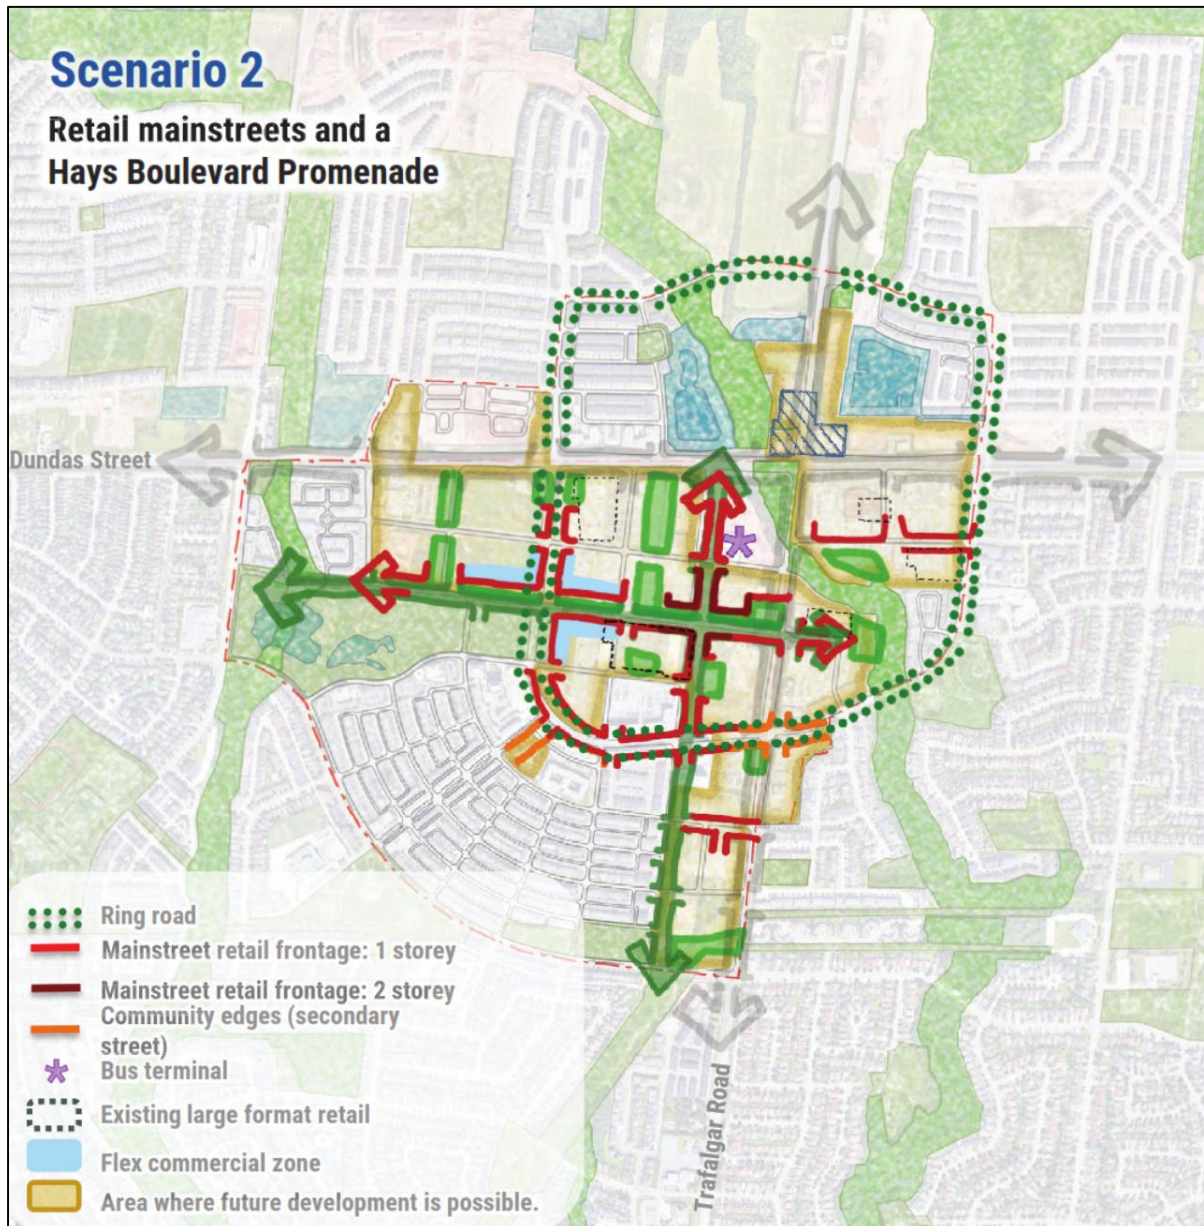 Scenario 2
Retail mainstreets and a
Hays Boulevard Promenade
Dundas Street
Trafalgar Road
Ring road
Mainstreet retail frontage: 1 storey
Mainstreet retail frontage: 2 storey
Community edges (secondary
street)
Bus terminal
Existing large format retail
Flex commercial zone
Area where future development is possible.